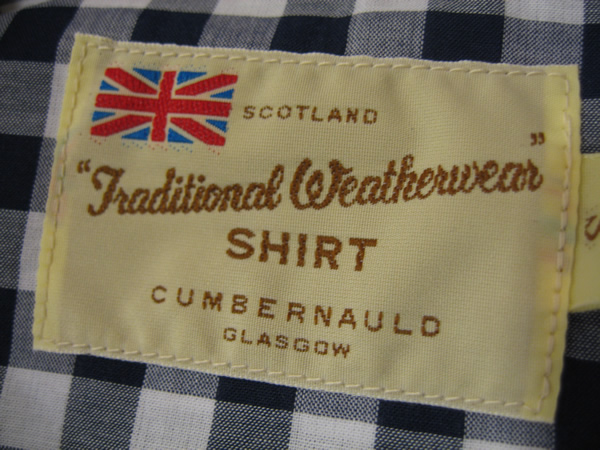 SCOTLAND
"Traditional Weatherwear"
SHIRT
CUMBERNAULD
GLASGOW